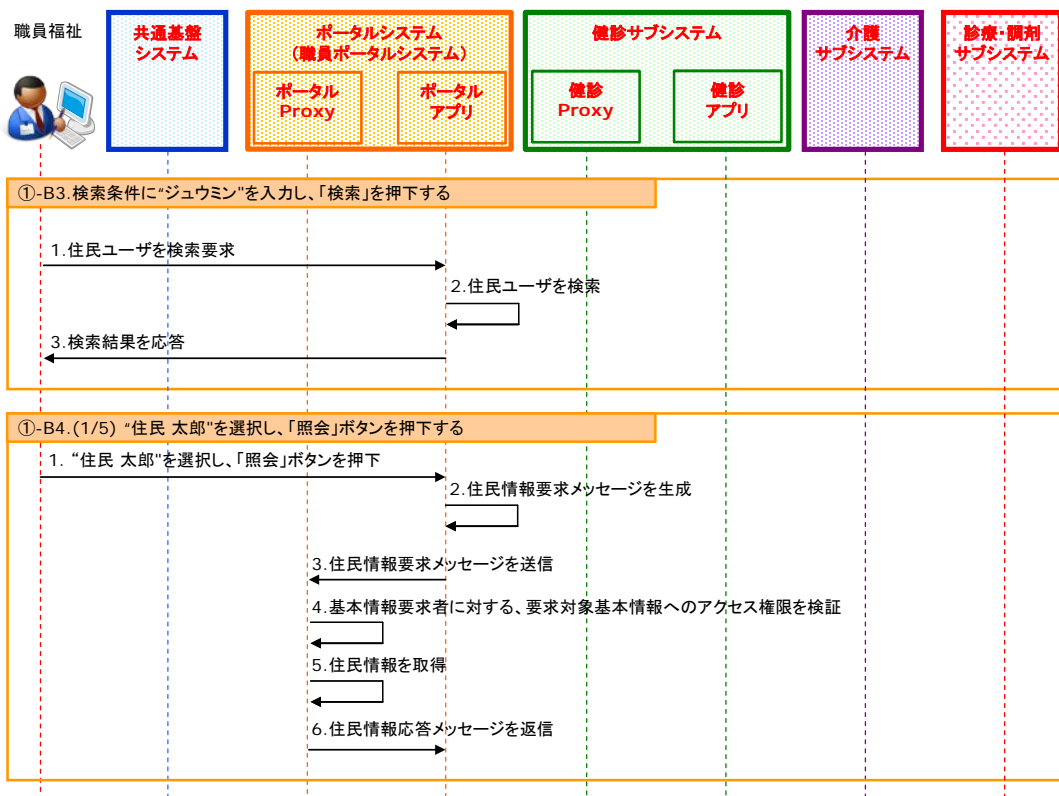 職員福祉
共通基盤
システム
ポータルシステム
（職員ポータルシステム）
ポータル
Proxy
ポータル
アプリ
健診サブシステム
健診
Proxy
健診
アプリ
介護
サブシステム
診療・調剤
サブシステム
①-B3.検索条件に“ジュウミン"を入力し、「検索」を押下する
1.住民ユーザを検索要求
2.住民ユーザを検索
3.検索結果を応答
①-B4.(1/5) “住民 太郎"を選択し、「照会」ボタンを押下する
1. “住民 太郎"を選択し、「照会」ボタンを押下
2.住民情報要求メッセージを生成
3.住民情報要求メッセージを送信
4.基本情報要求者に対する、要求対象基本情報へのアクセス権限を検証
5.住民情報を取得
6.住民情報応答メッセージを返信